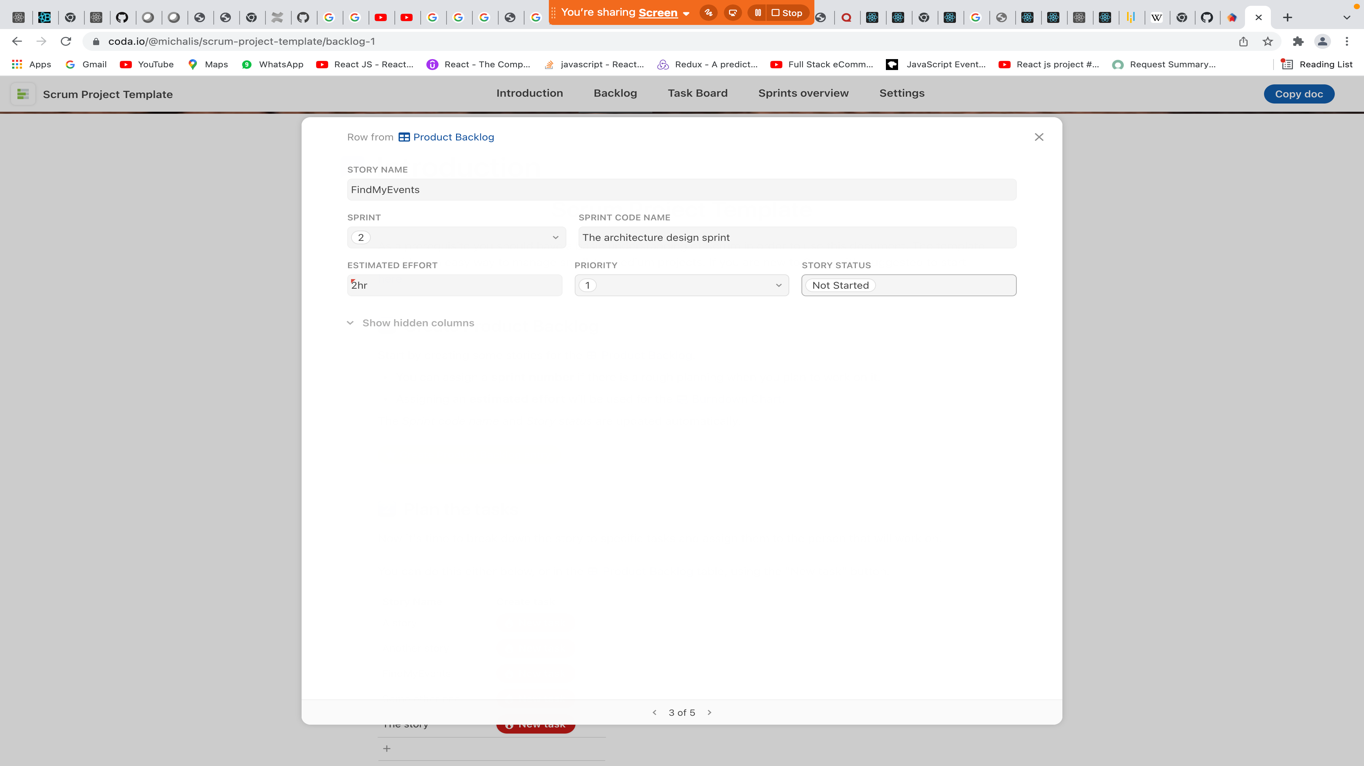 You're sharing Screen Stop
coda.io/@michalis/scrum-project-template/backlog-1
Apps Gmail YouTube Maps WhatsApp React JS - React... React - The Comp... javascript - React... Redux - A predict... Full Stack eComm... JavaScript Event... React js project #... Request Summary... Reading List
Scrum Project Template Introduction Backlog Task Board Sprints overview Settings Copy doc
Row from Product Backlog
STORY NAME
FindMyEvents
SPRINT SPRINT CODE NAME
2 The architecture design sprint
ESTIMATED EFFORT PRIORITY STORY STATUS
2hr 1 Not Started
Show hidden columns
3 of 5
The story New task